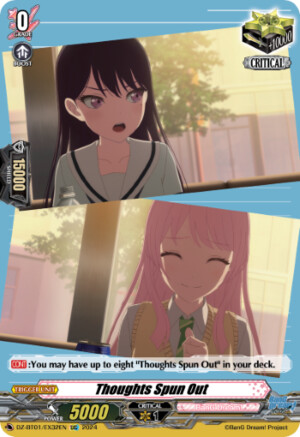 0
GRADE
+10000
BOOST
CRITICAL
15000
SHIELD
CONT:You may have up to eight "Thoughts Spun Out" in your deck.
TRIGGER UNIT
Thoughts Spun Out
POWER 5000
CRITICAL
1
DZ-BT01/EX32EN 2024
©BanG Dream! Project